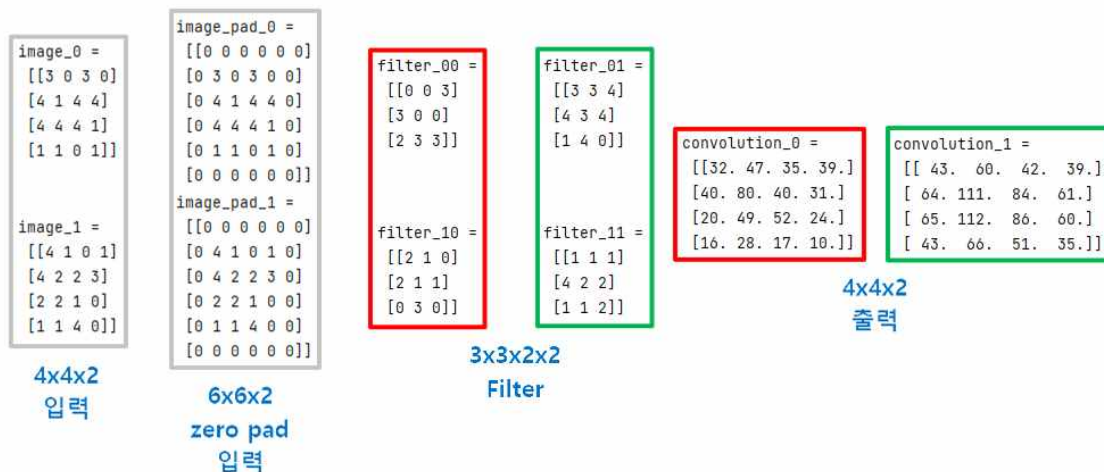 image_0 =
[[3 0 3 0]
[4 1 4 4]
[4 4 4 1]
[1 1 0 1]]
image_1 =
[[4 1 0 1]
[4 2 2 3]
[2 2 1 0]
[1 1 4 0]]
4x4x2
입력
image_pad_0 =
[[0 0 0 0 0 0]
[0 3 0 3 0 0]
[0 4 1 4 4 0]
[0 4 4 4 1 0]
[0 1 1 0 1 0]
[0 0 0 0 0 0]]
image_pad_1 =
[[0 0 0 0 0 0]
[0 4 1 0 1 0]
[0 4 2 2 3 0]
[0 2 2 1 0 0]
[0 1 1 4 0 0]
[0 0 0 0 0 0]]
6x6x2
zero pad
입력
filter_00 =
[[0 0 3]
[3 0 0]
[2 3 3]]
filter_10 =
[[2 1 0]
[2 1 1]
[0 3 0]]
filter_01 =
[[3 3 4]
[4 3 4]
[1 4 0]]
filter_11 =
[[1 1 1]
[4 2 2]
[1 1 2]]
3x3x2x2
Filter
convolution_0 =
[[32. 47. 35. 39.]
[40. 80. 40. 31.]
[20. 49. 52. 24.]
[16. 28. 17. 10.]]
convolution_1 =
[[ 43. 60. 42. 39.]
[ 64. 111. 84. 61.]
[ 65. 112. 86. 60.]
[ 43. 66. 51. 35.]]
4x4x2
출력